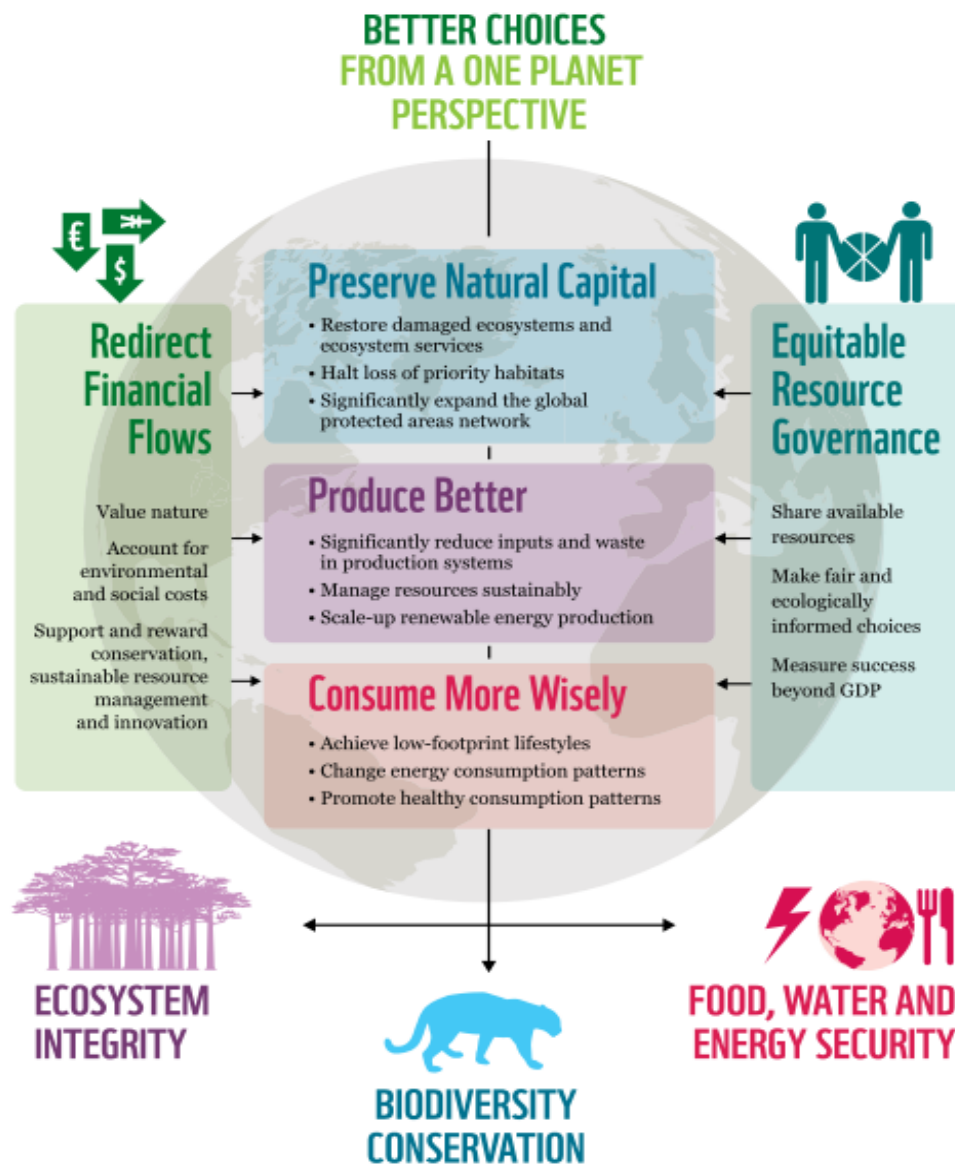 BETTER CHOICES
FROM A ONE PLANET
PERSPECTIVE
€
¥
$
Redirect
Financial
Flows
Value nature
Account for
environmental
and social costs
Support and reward
conservation,
sustainable resource
management
and innovation
Preserve Natural Capital
• Restore damaged ecosystems and
ecosystem services
• Halt loss of priority habitats
• Significantly expand the global
protected areas network
Produce Better
• Significantly reduce inputs and waste
in production systems
• Manage resources sustainably
• Scale-up renewable energy production
Consume More Wisely
• Achieve low-footprint lifestyles
• Change energy consumption patterns
• Promote healthy consumption patterns
Equitable
Resource
Governance
Share available
resources
Make fair and
ecologically
informed choices
Measure success
beyond GDP
ECOSYSTEM
INTEGRITY
BIODIVERSITY
CONSERVATION
FOOD, WATER AND
ENERGY SECURITY